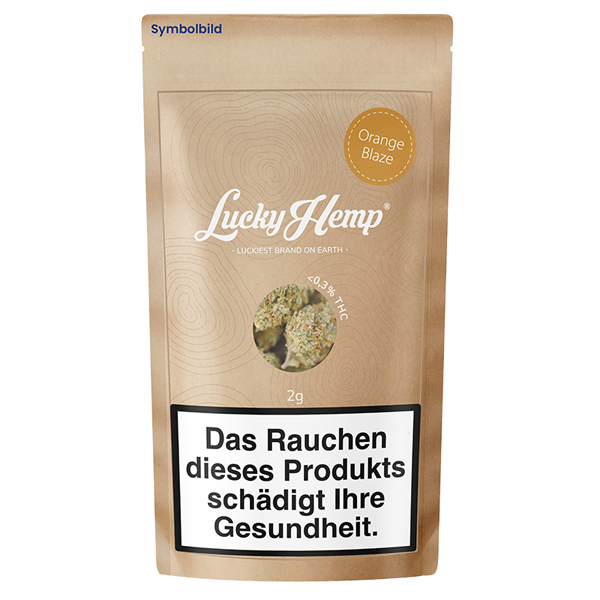 Symbolbild
Orange
Blaze
Lucky Hemp®
· LUCKIEST BRAND ON EARTH ·
<0,3% THC
2g
Das Rauchen
dieses Produkts
schädigt Ihre
Gesundheit.